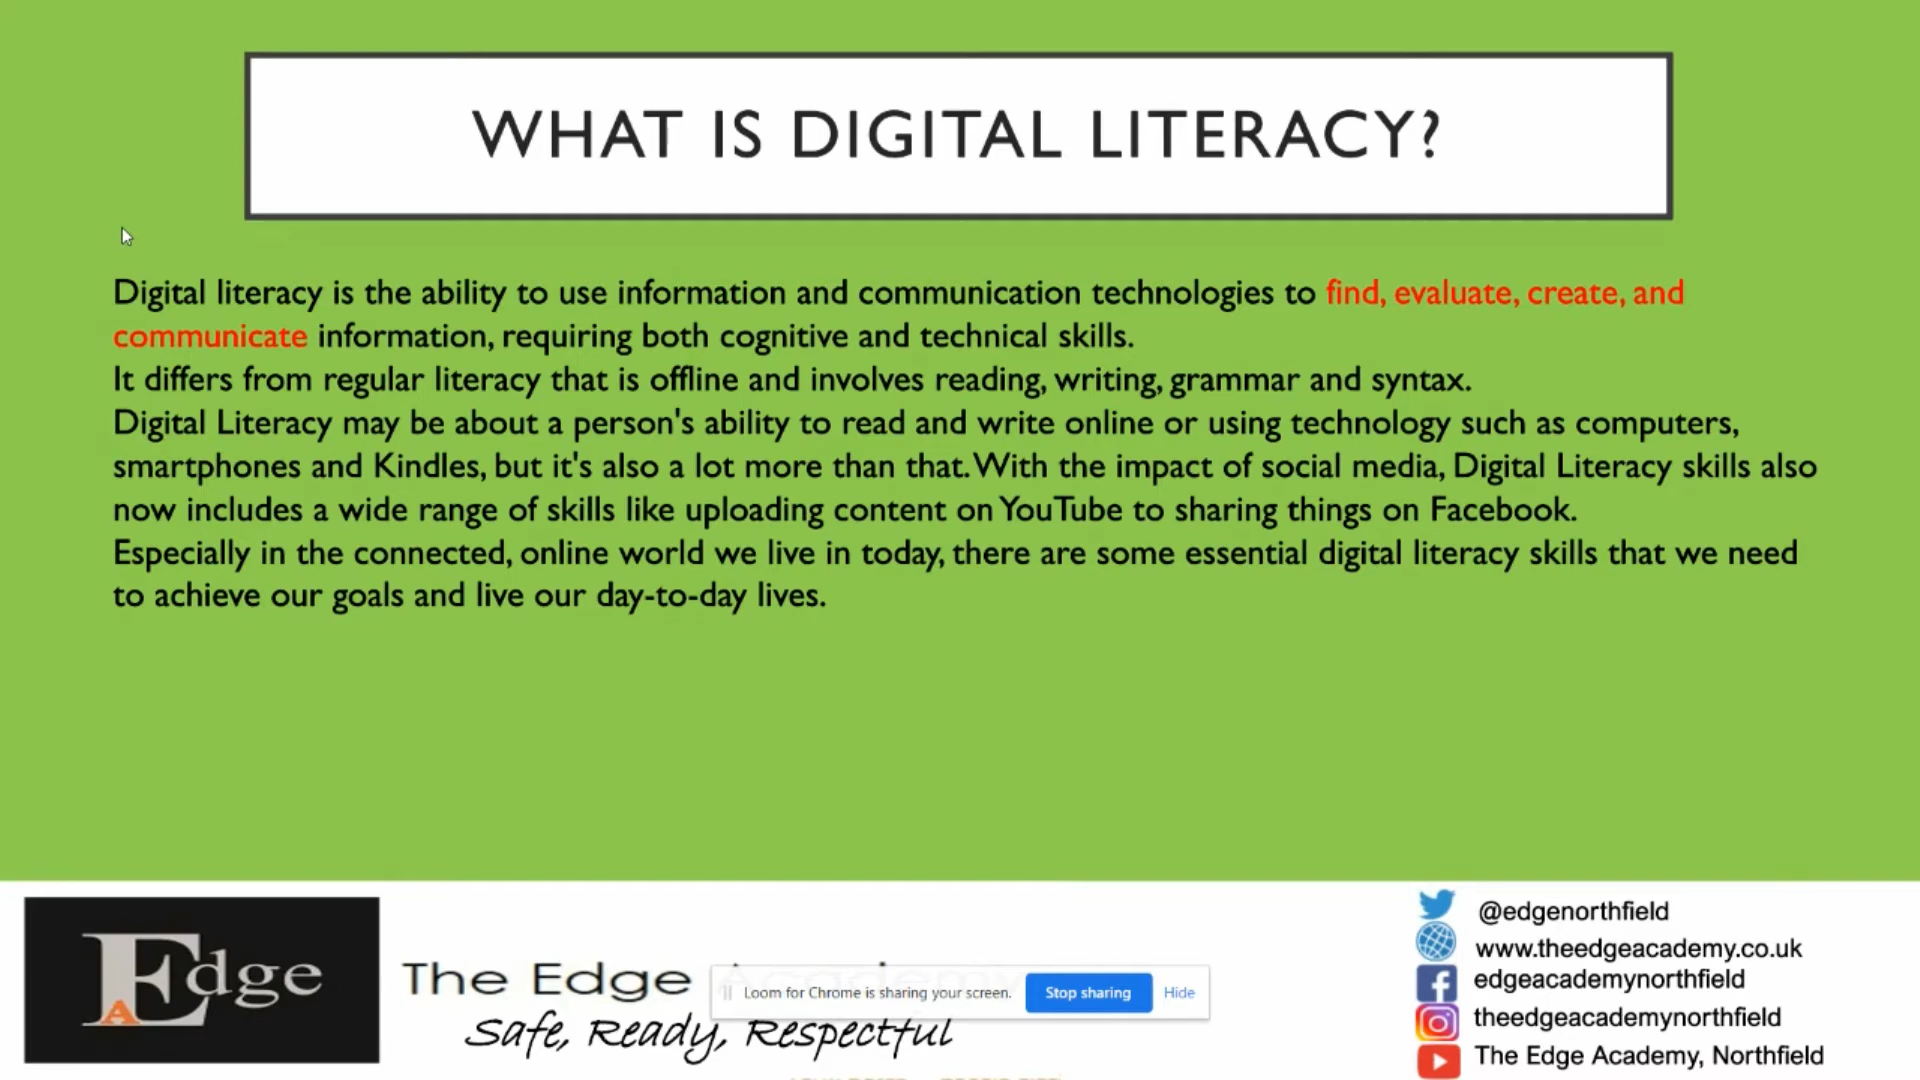 WHAT IS DIGITAL LITERACY?
Digital literacy is the ability to use information and communication technologies to find, evaluate, create, and
communicate information, requiring both cognitive and technical skills.
It differs from regular literacy that is offline and involves reading, writing, grammar and syntax.
Digital Literacy may be about a person's ability to read and write online or using technology such as computers,
smartphones and Kindles, but it's also a lot more than that. With the impact of social media, Digital Literacy skills also
now includes a wide range of skills like uploading content on YouTube to sharing things on Facebook.
Especially in the connected, online world we live in today, there are some essential digital literacy skills that we need
to achieve our goals and live our day-to-day lives.
Edge
A
The Edge Academy
Safe, Ready, Respectful
Loom for Chrome is sharing your screen.
Stop sharing
Hide
@edgenorthfield
www.theedgeacademy.co.uk
edgeacademynorthfield
theedgeacademynorthfield
The Edge Academy, Northfield